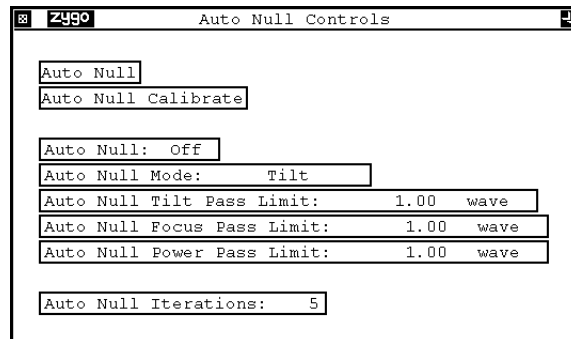 zygo Auto Null Controls
Auto Null
Auto Null Calibrate
Auto Null: Off
Auto Null Mode: Tilt
Auto Null Tilt Pass Limit: 1.00 wave
Auto Null Focus Pass Limit: 1.00 wave
Auto Null Power Pass Limit: 1.00 wave
Auto Null Iterations: 5